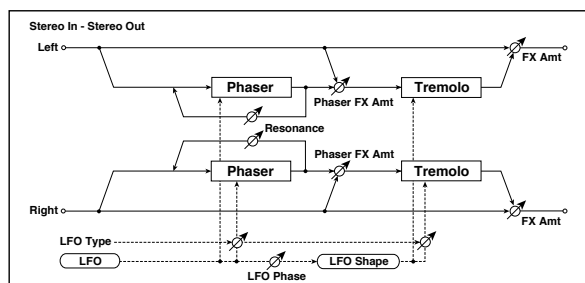 Stereo In - Stereo Out
Left
FX Amt
Phaser
Tremolo
Phaser FX Amt
Resonance
Phaser FX Amt
Phaser
Tremolo
Right
FX Amt
LFO Type
LFO
LFO Shape
LFO Phase